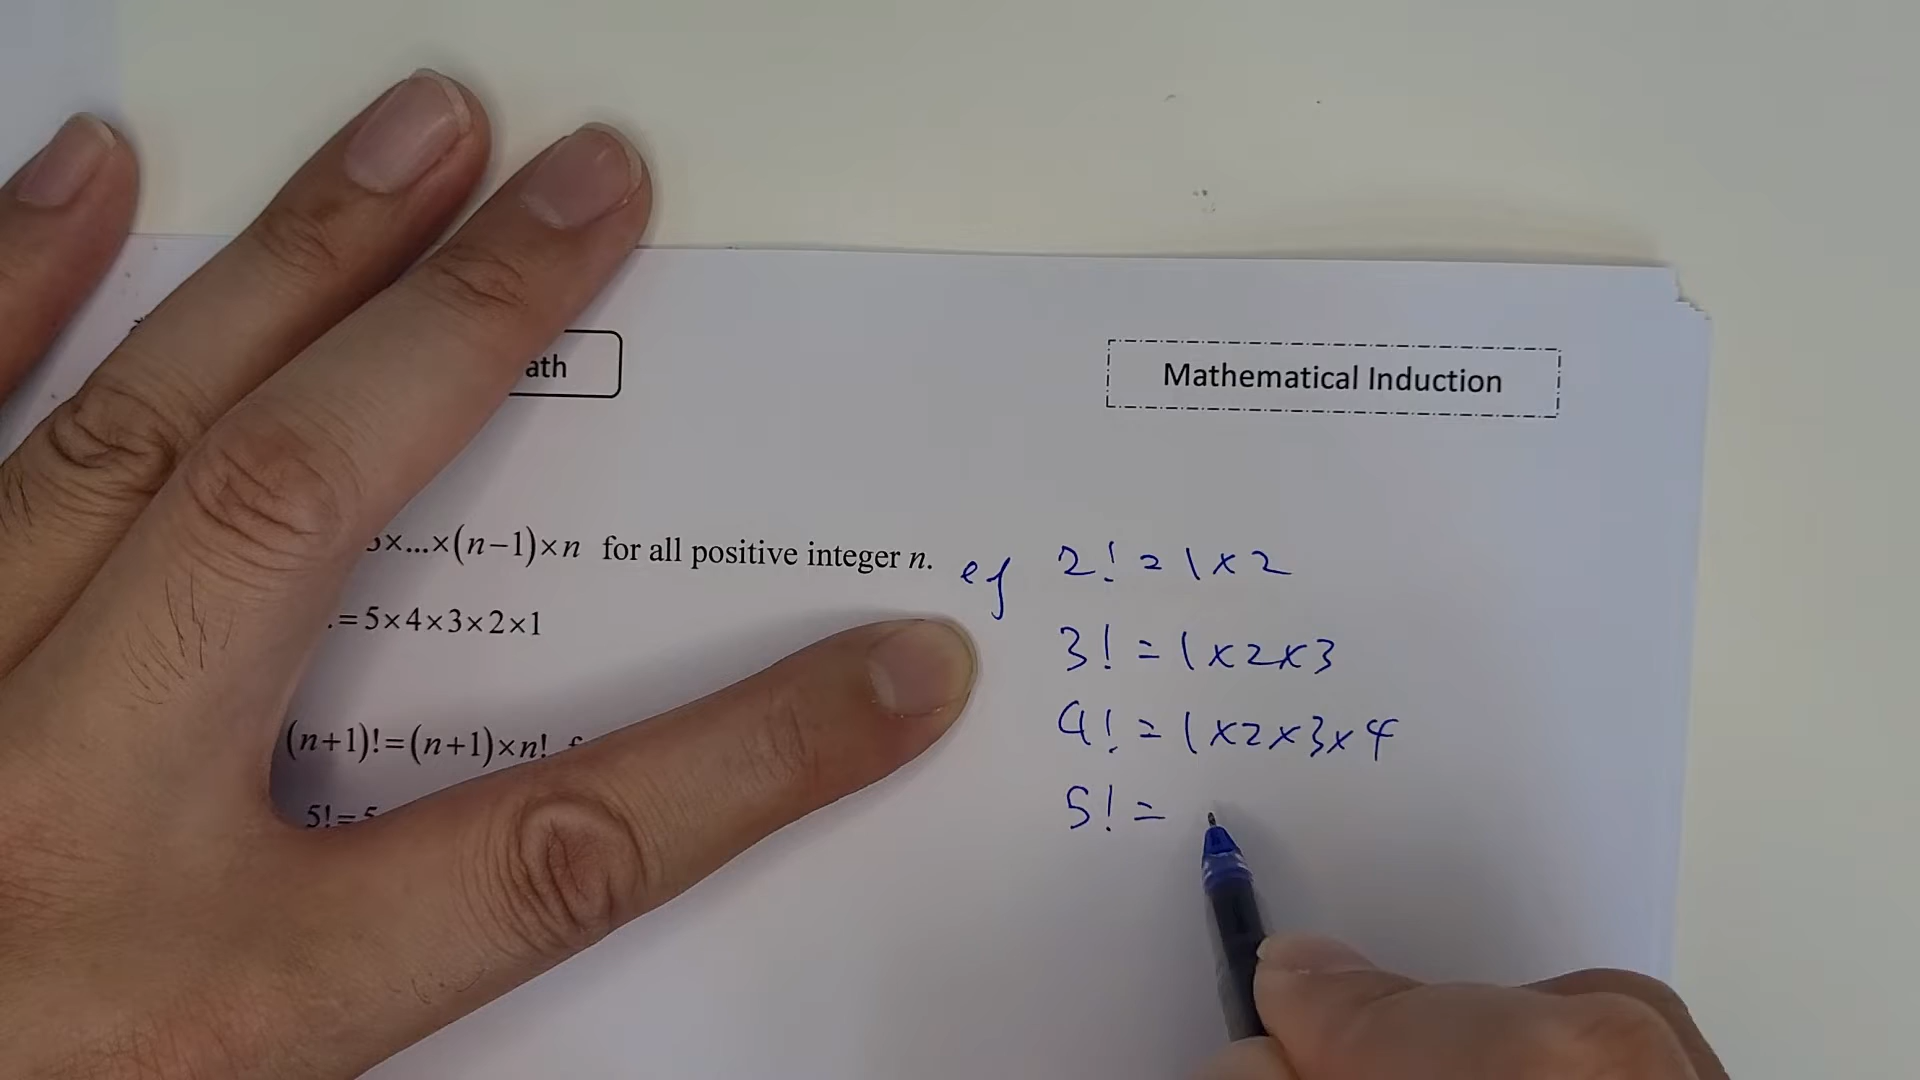 ath
Mathematical Induction
×...×(n−1)×n for all positive integer n.
eg 2! = 1 × 2
=5×4×3×2×1
3! = 1 × 2 × 3
(n+1)!=(n+1)×n!
4! = 1 × 2 × 3 × 4
5!=
5! =